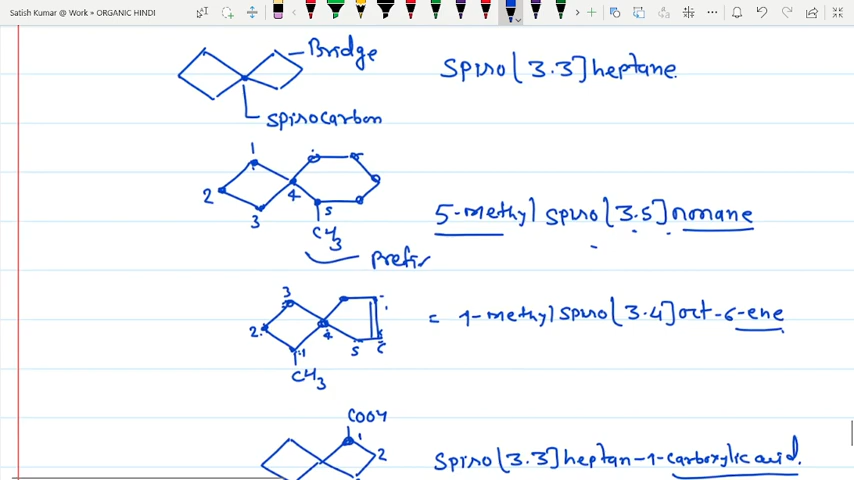 Satish Kumar @ Work » ORGANIC HINDI
Bridge
Spiro[3.3]heptane
Spirocarbon
1
2
3
4
5
CH3
5-methyl spiro[3.5]nonane
Prefix
3
2
1
4
5
6
7
CH3
= 1-methylspiro[3.4]oct-6-ene
COOH
1
2
Spiro[3.3]heptan-1-carboxylic acid.